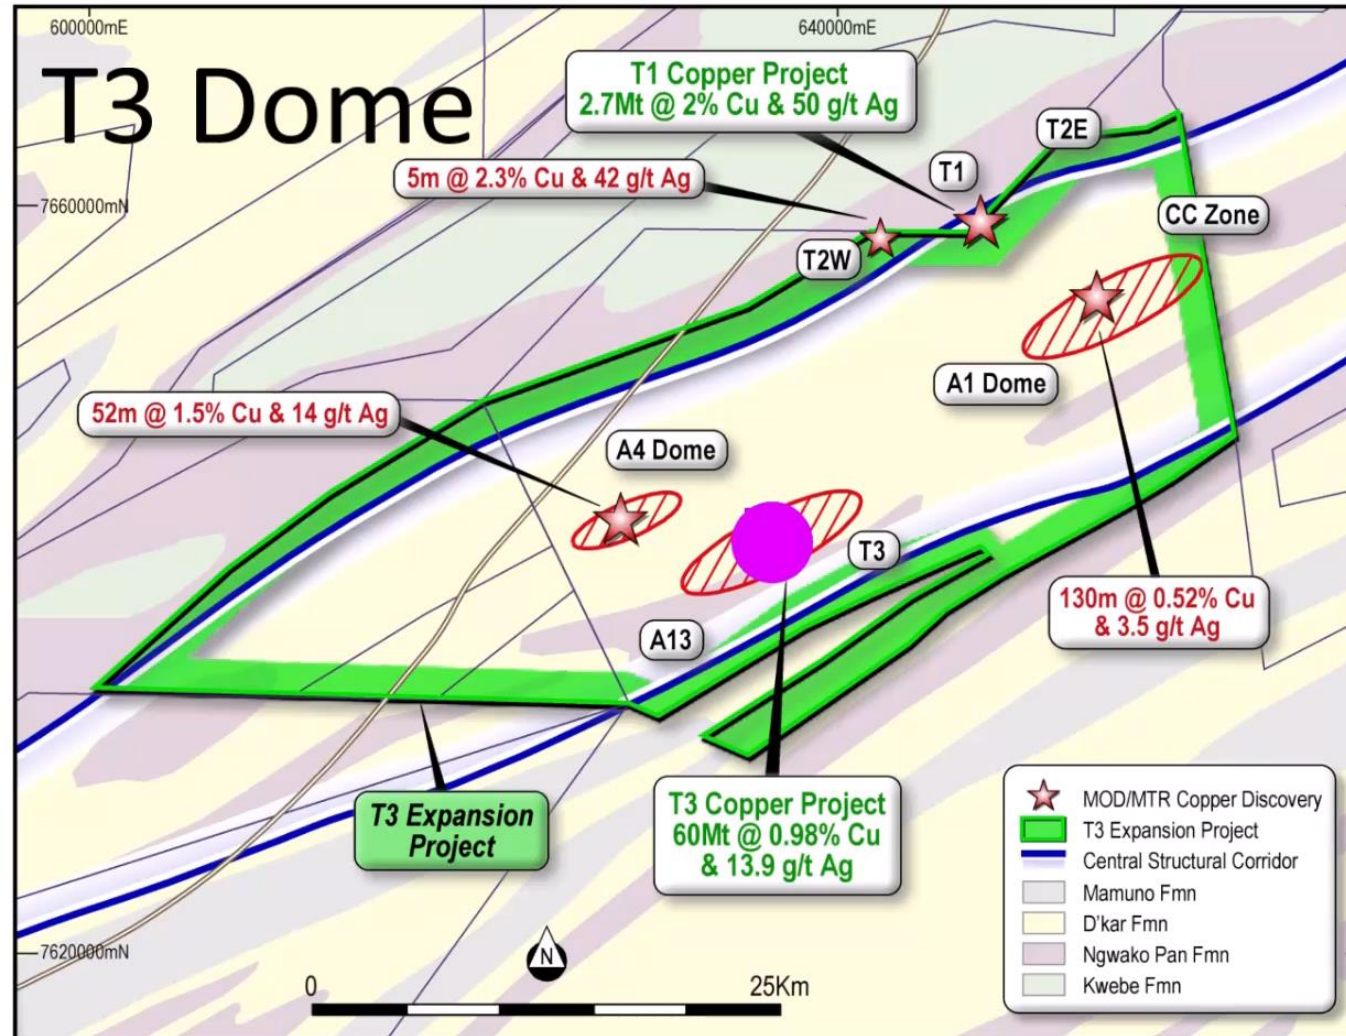 600000mE
640000mE
T3 Dome
T1 Copper Project
2.7Mt @ 2% Cu & 50 g/t Ag
T2E
5m @ 2.3% Cu & 42 g/t Ag
T1
7660000mN
CC Zone
T2W
A1 Dome
52m @ 1.5% Cu & 14 g/t Ag
A4 Dome
T3
130m @ 0.52% Cu
& 3.5 g/t Ag
A13
T3 Expansion
Project
T3 Copper Project
60Mt @ 0.98% Cu
& 13.9 g/t Ag
MOD/MTR Copper Discovery
T3 Expansion Project
Central Structural Corridor
Mamuno Fmn
D'kar Fmn
Ngwako Pan Fmn
Kwebe Fmn
7620000mN
N
0
25Km